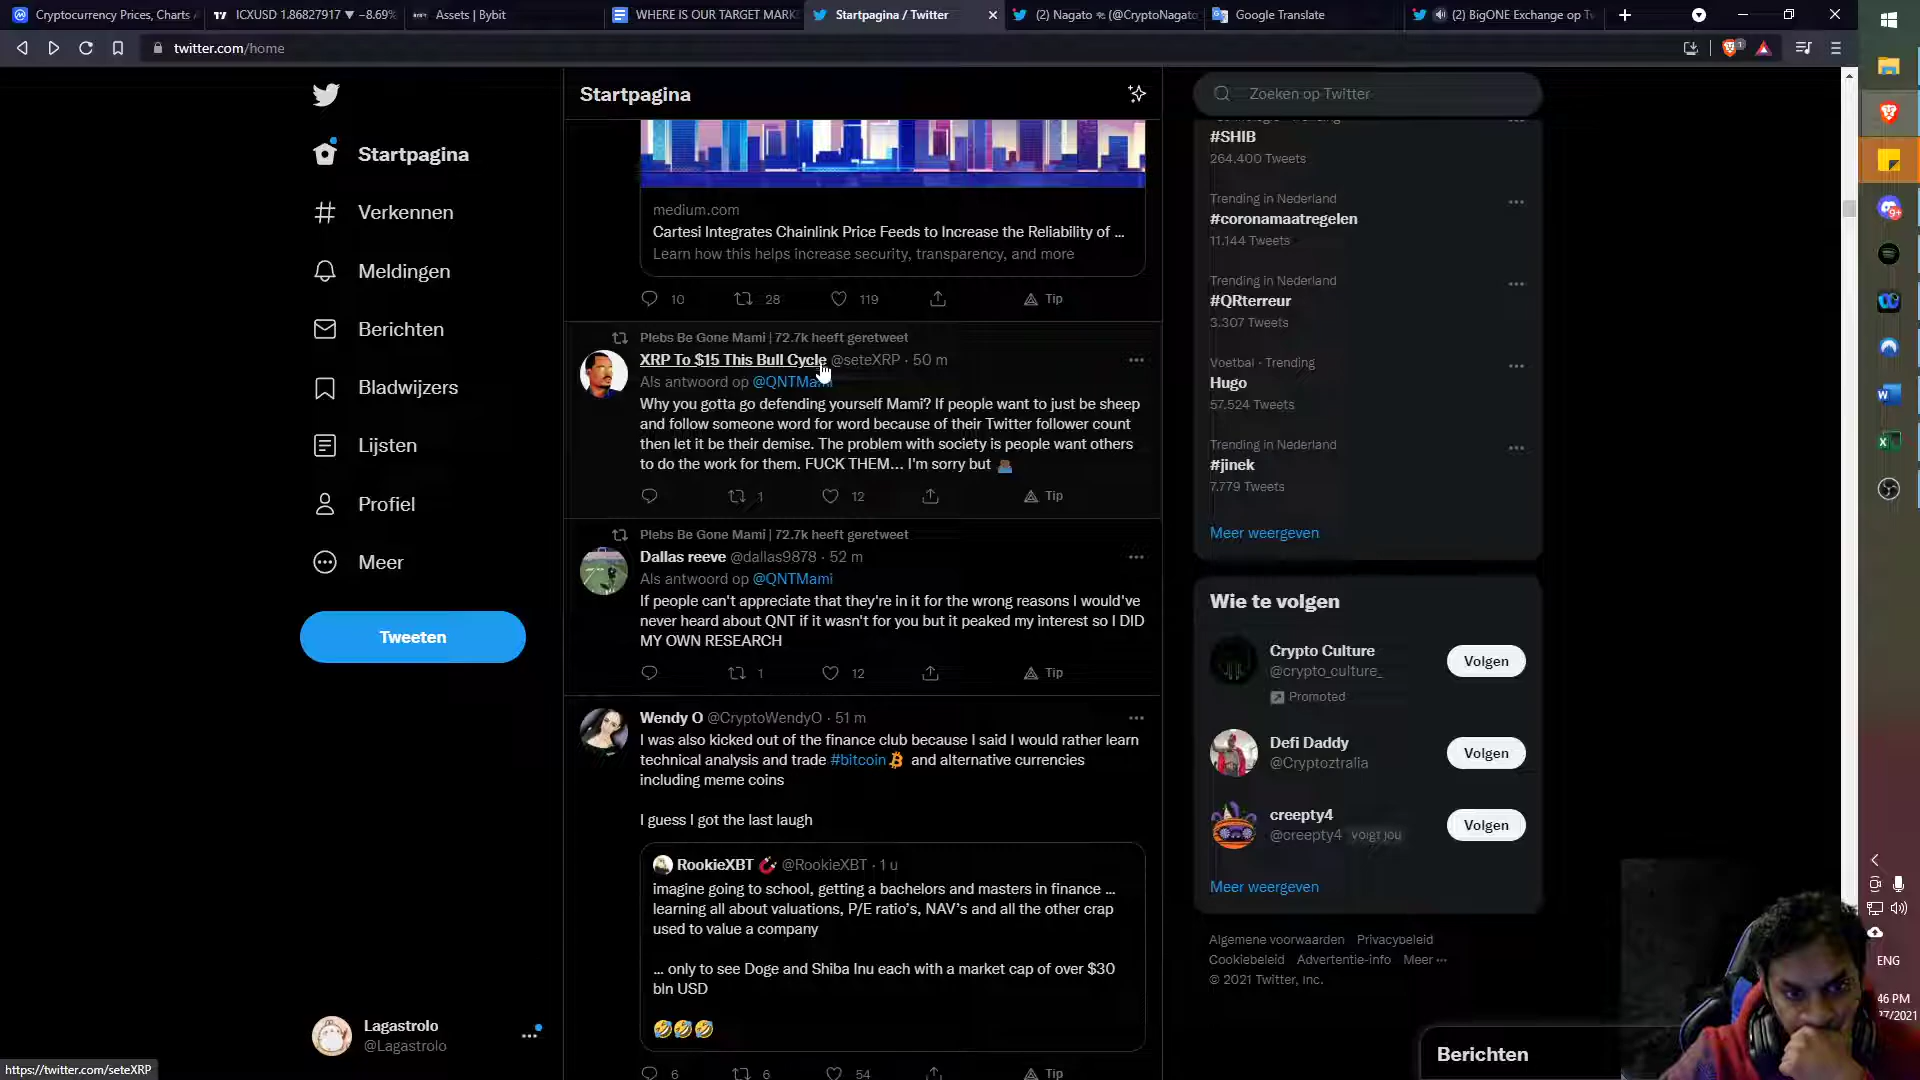 Cryptocurrency Prices, Charts
ICXUSD 1.86827917 ▼ −8.69%
Assets | Bybit
WHERE IS OUR TARGET MARK
Startpagina / Twitter
(2) Nagato
(@CryptoNagato
Google Translate
(2) BigONE Exchange op Tw
twitter.com/home
Startpagina
Verkennen
Meldingen
Berichten
Bladwijzers
Lijsten
Profiel
Meer
Tweeten
Lagastrolo
@Lagastrolo
https://twitter.com/seteXRP
Startpagina
medium.com
Cartesi Integrates Chainlink Price Feeds to Increase the Reliability of ...
Learn how this helps increase security, transparency, and more
10 28 119 Tip
Plebs Be Gone Mami | 72.7k heeft geretweet
XRP To $15 This Bull Cycle @seteXRP · 50 m
Als antwoord op @QNTMami
Why you gotta go defending yourself Mami? If people want to just be sheep
and follow someone word for word because of their Twitter follower count
then let it be their demise. The problem with society is people want others
to do the work for them. FUCK THEM... I'm sorry but
1 12 Tip
Plebs Be Gone Mami | 72.7k heeft geretweet
Dallas reeve @dallas9878 · 52 m
Als antwoord op @QNTMami
If people can't appreciate that they're in it for the wrong reasons I would've
never heard about QNT if it wasn't for you but it peaked my interest so I DID
MY OWN RESEARCH
1 12 Tip
Wendy O @CryptoWendyO · 51 m
I was also kicked out of the finance club because I said I would rather learn
technical analysis and trade #bitcoin and alternative currencies
including meme coins
I guess I got the last laugh
RookieXBT @RookieXBT · 1 u
imagine going to school, getting a bachelors and masters in finance ...
learning all about valuations, P/E ratio's, NAV's and all the other crap
used to value a company
... only to see Doge and Shiba Inu each with a market cap of over $30
bln USD
🤣🤣🤣
6 6 54 Tip
Zoeken op Twitter
#SHIB
264.400 Tweets
Trending in Nederland
#coronamaatregelen
11.144 Tweets
Trending in Nederland
#QRterreur
3.307 Tweets
Voetbal · Trending
Hugo
57.524 Tweets
Trending in Nederland
#jinek
7.779 Tweets
Meer weergeven
Wie te volgen
Crypto Culture
@crypto_culture_
Promoted
Volgen
Defi Daddy
@Cryptoztralia
Volgen
creepty4
@creepty4 Volgt jou
Volgen
Meer weergeven
Algemene voorwaarden Privacybeleid
Cookiebeleid Advertentie-info Meer ···
© 2021 Twitter, Inc.
Berichten
9+
ENG
46 PM
27/2021